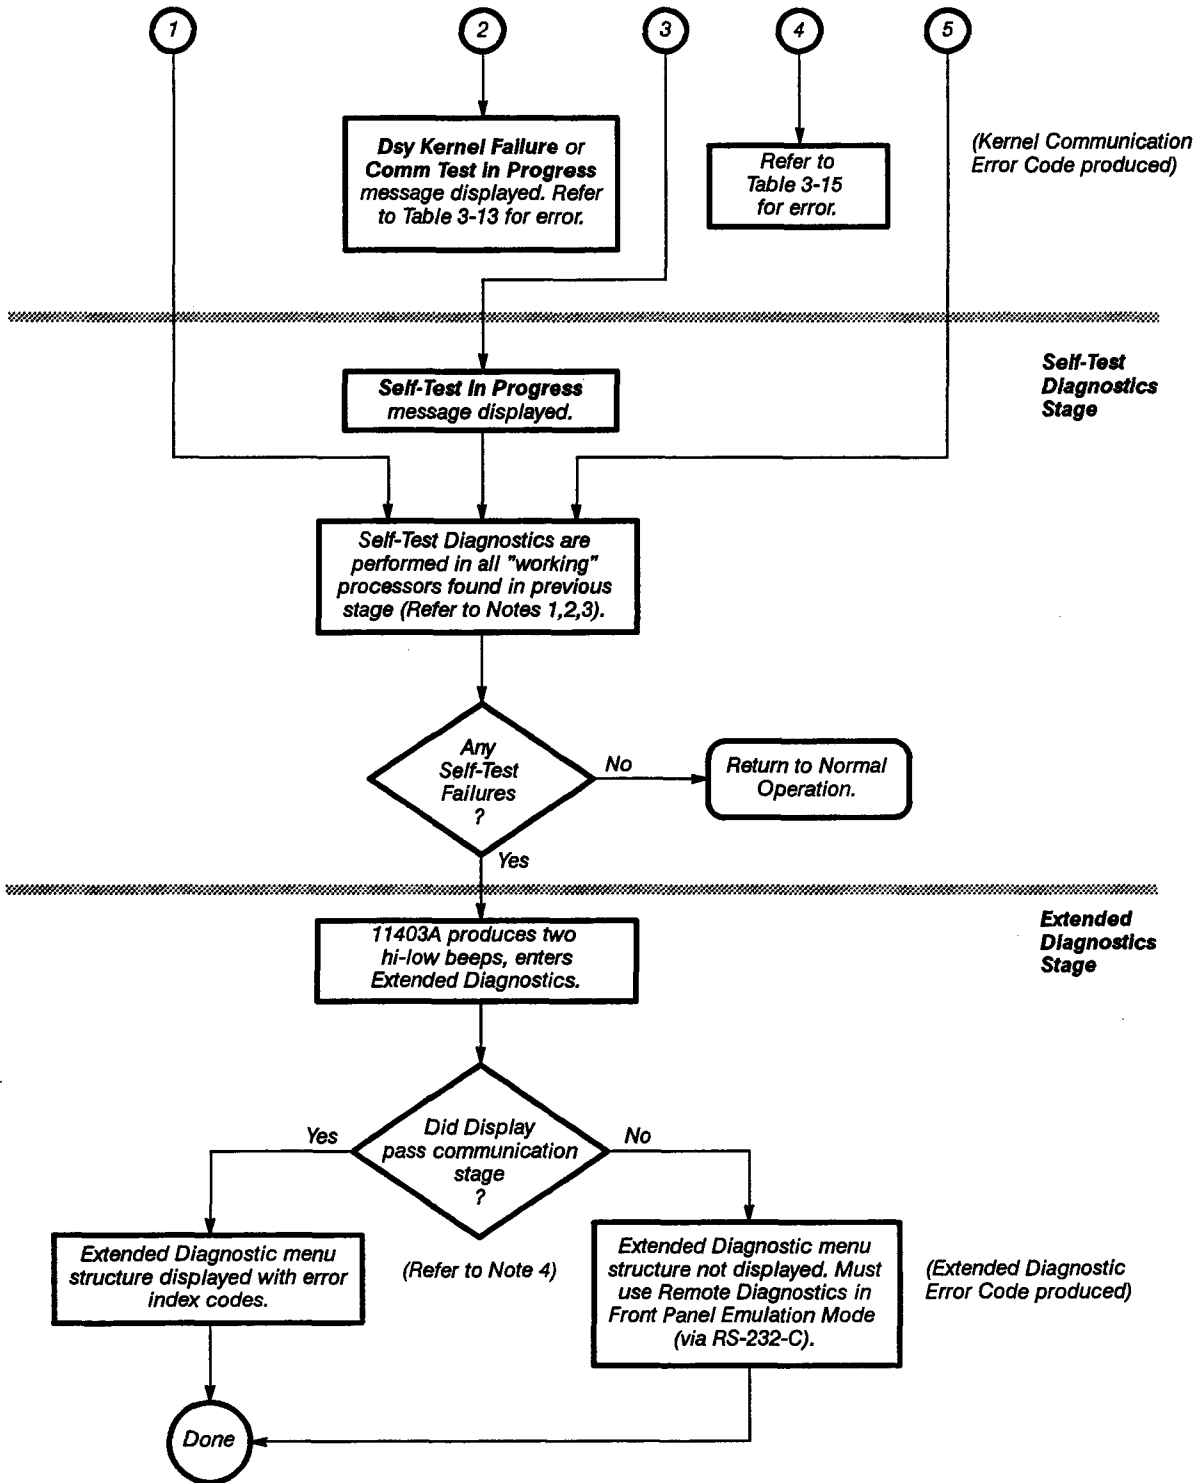 1
2
3
4
5
Dsy Kernel Failure or
Comm Test in Progress
message displayed. Refer
to Table 3-13 for error.
Refer to
Table 3-15
for error.
(Kernel Communication
Error Code produced)
Self-Test in Progress
message displayed.
Self-Test
Diagnostics
Stage
Self-Test Diagnostics are
performed in all "working"
processors found in previous
stage (Refer to Notes 1,2,3).
Any
Self-Test
Failures
?
No
Return to Normal
Operation.
Yes
11403A produces two
hi-low beeps, enters
Extended Diagnostics.
Extended
Diagnostics
Stage
Did Display
pass communication
stage
?
Yes
No
Extended Diagnostic menu
structure displayed with error
index codes.
(Refer to Note 4)
Extended Diagnostic menu
structure not displayed. Must
use Remote Diagnostics in
Front Panel Emulation Mode
(via RS-232-C).
(Extended Diagnostic
Error Code produced)
Done